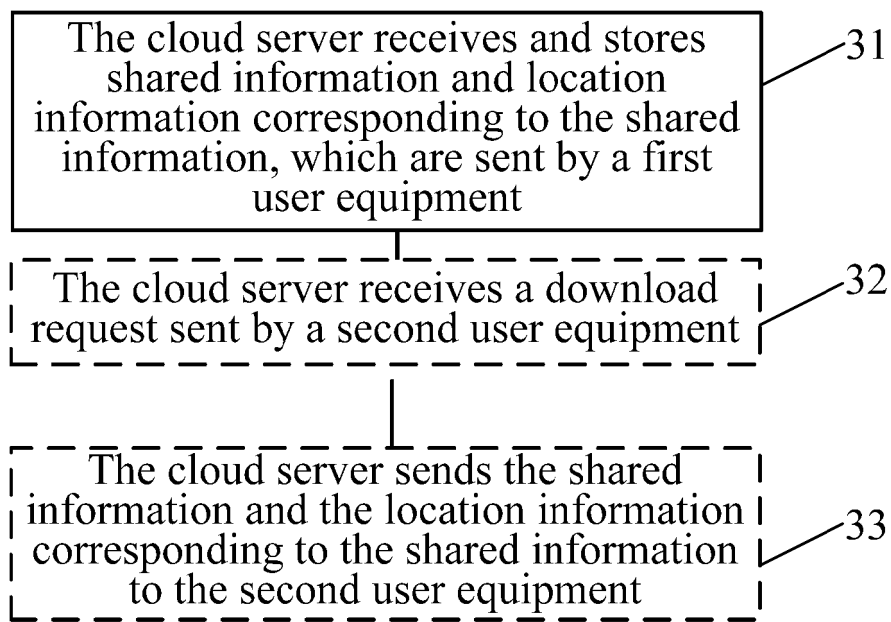 The cloud server receives and stores
shared information and location
information corresponding to the shared
information, which are sent by a first
user equipment
31
The cloud server receives a download
request sent by a second user equipment
32
The cloud server sends the shared
information and the location information
corresponding to the shared information
to the second user equipment
33